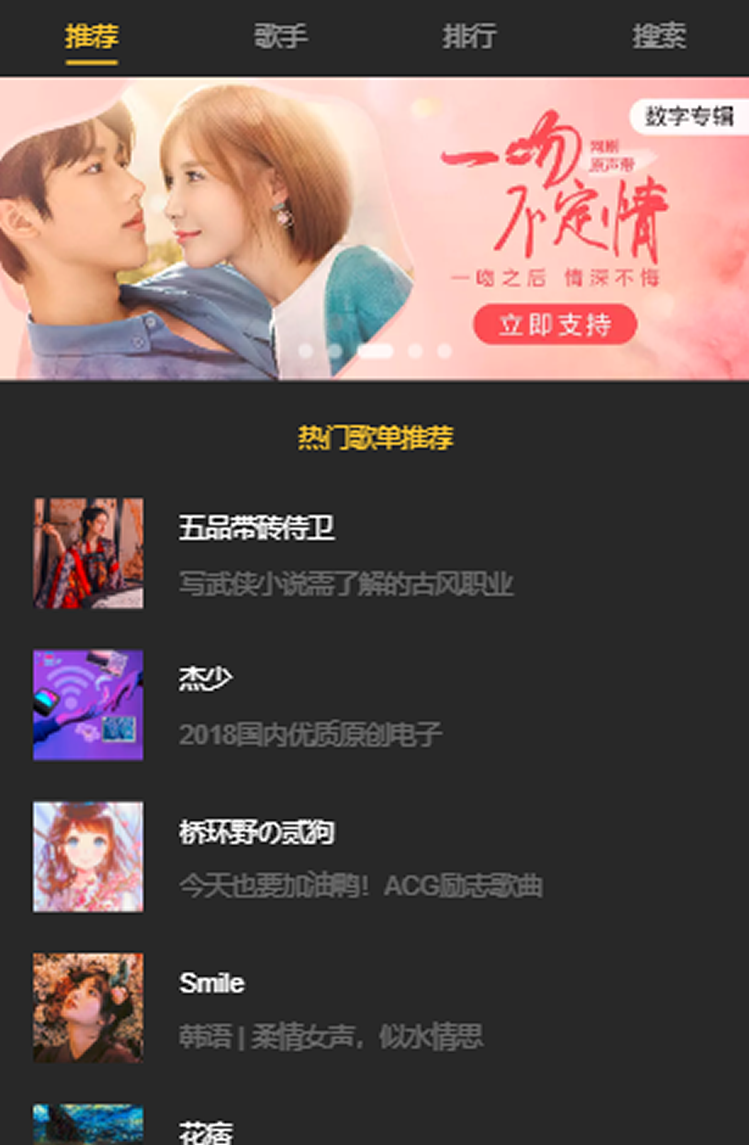 推荐 歌手 排行 搜索
数字专辑
一吻不定情
网剧
原声带
一吻之后 情深不悔
立即支持
热门歌单推荐
五品带砖侍卫
写武侠小说需了解的古风职业
杰少
2018国内优质原创电子
桥环野の贰狗
今天也要加油鸭！ACG励志歌曲
Smile
韩语 | 柔情女声，似水情思